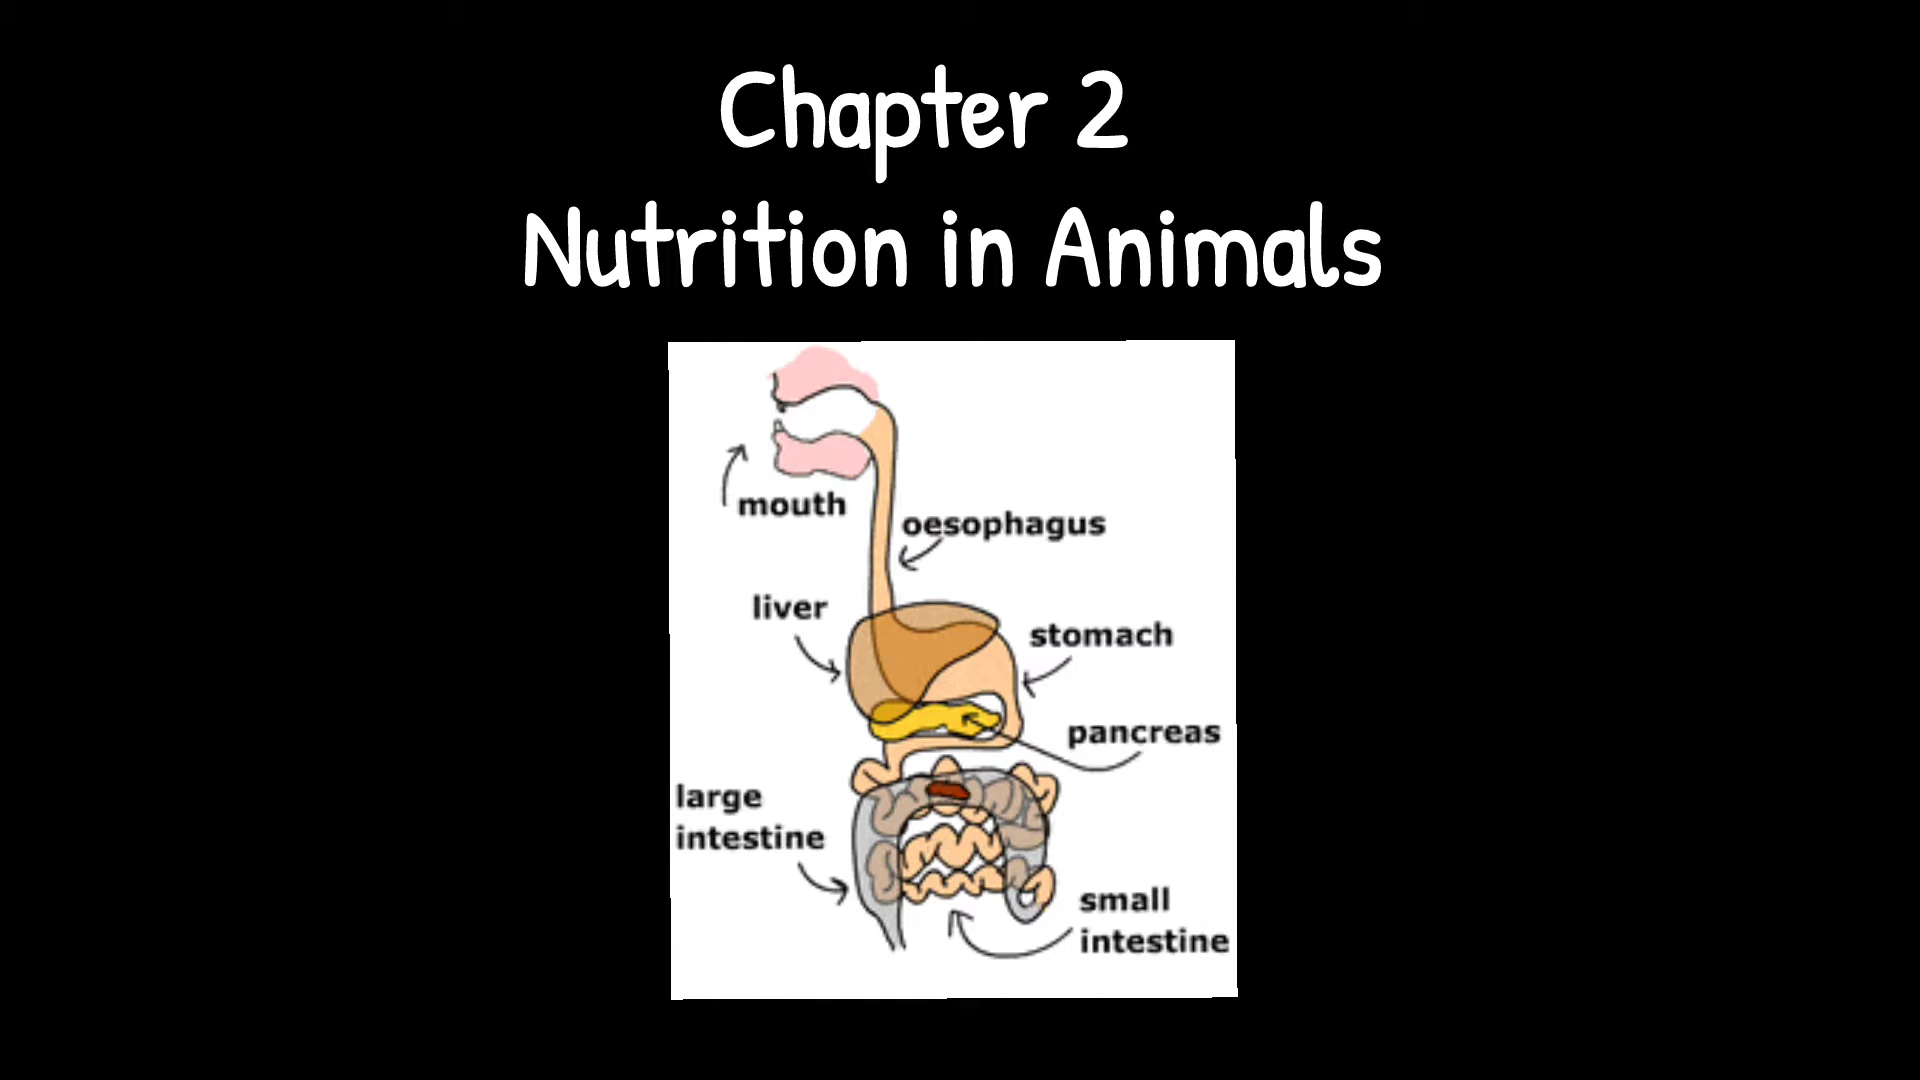 Chapter 2
Nutrition in Animals
mouth
oesophagus
liver
stomach
pancreas
large
intestine
small
intestine